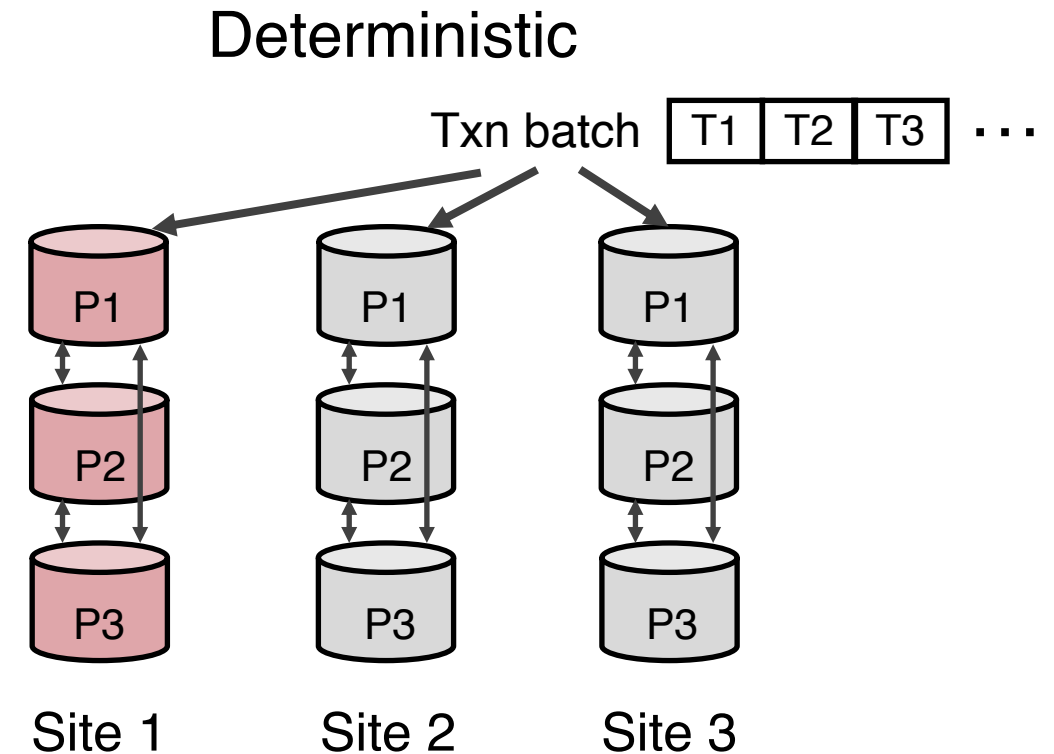 Deterministic
Txn batch T1 T2 T3 ...
P1 P1 P1
P2 P2 P2
P3 P3 P3
Site 1 Site 2 Site 3